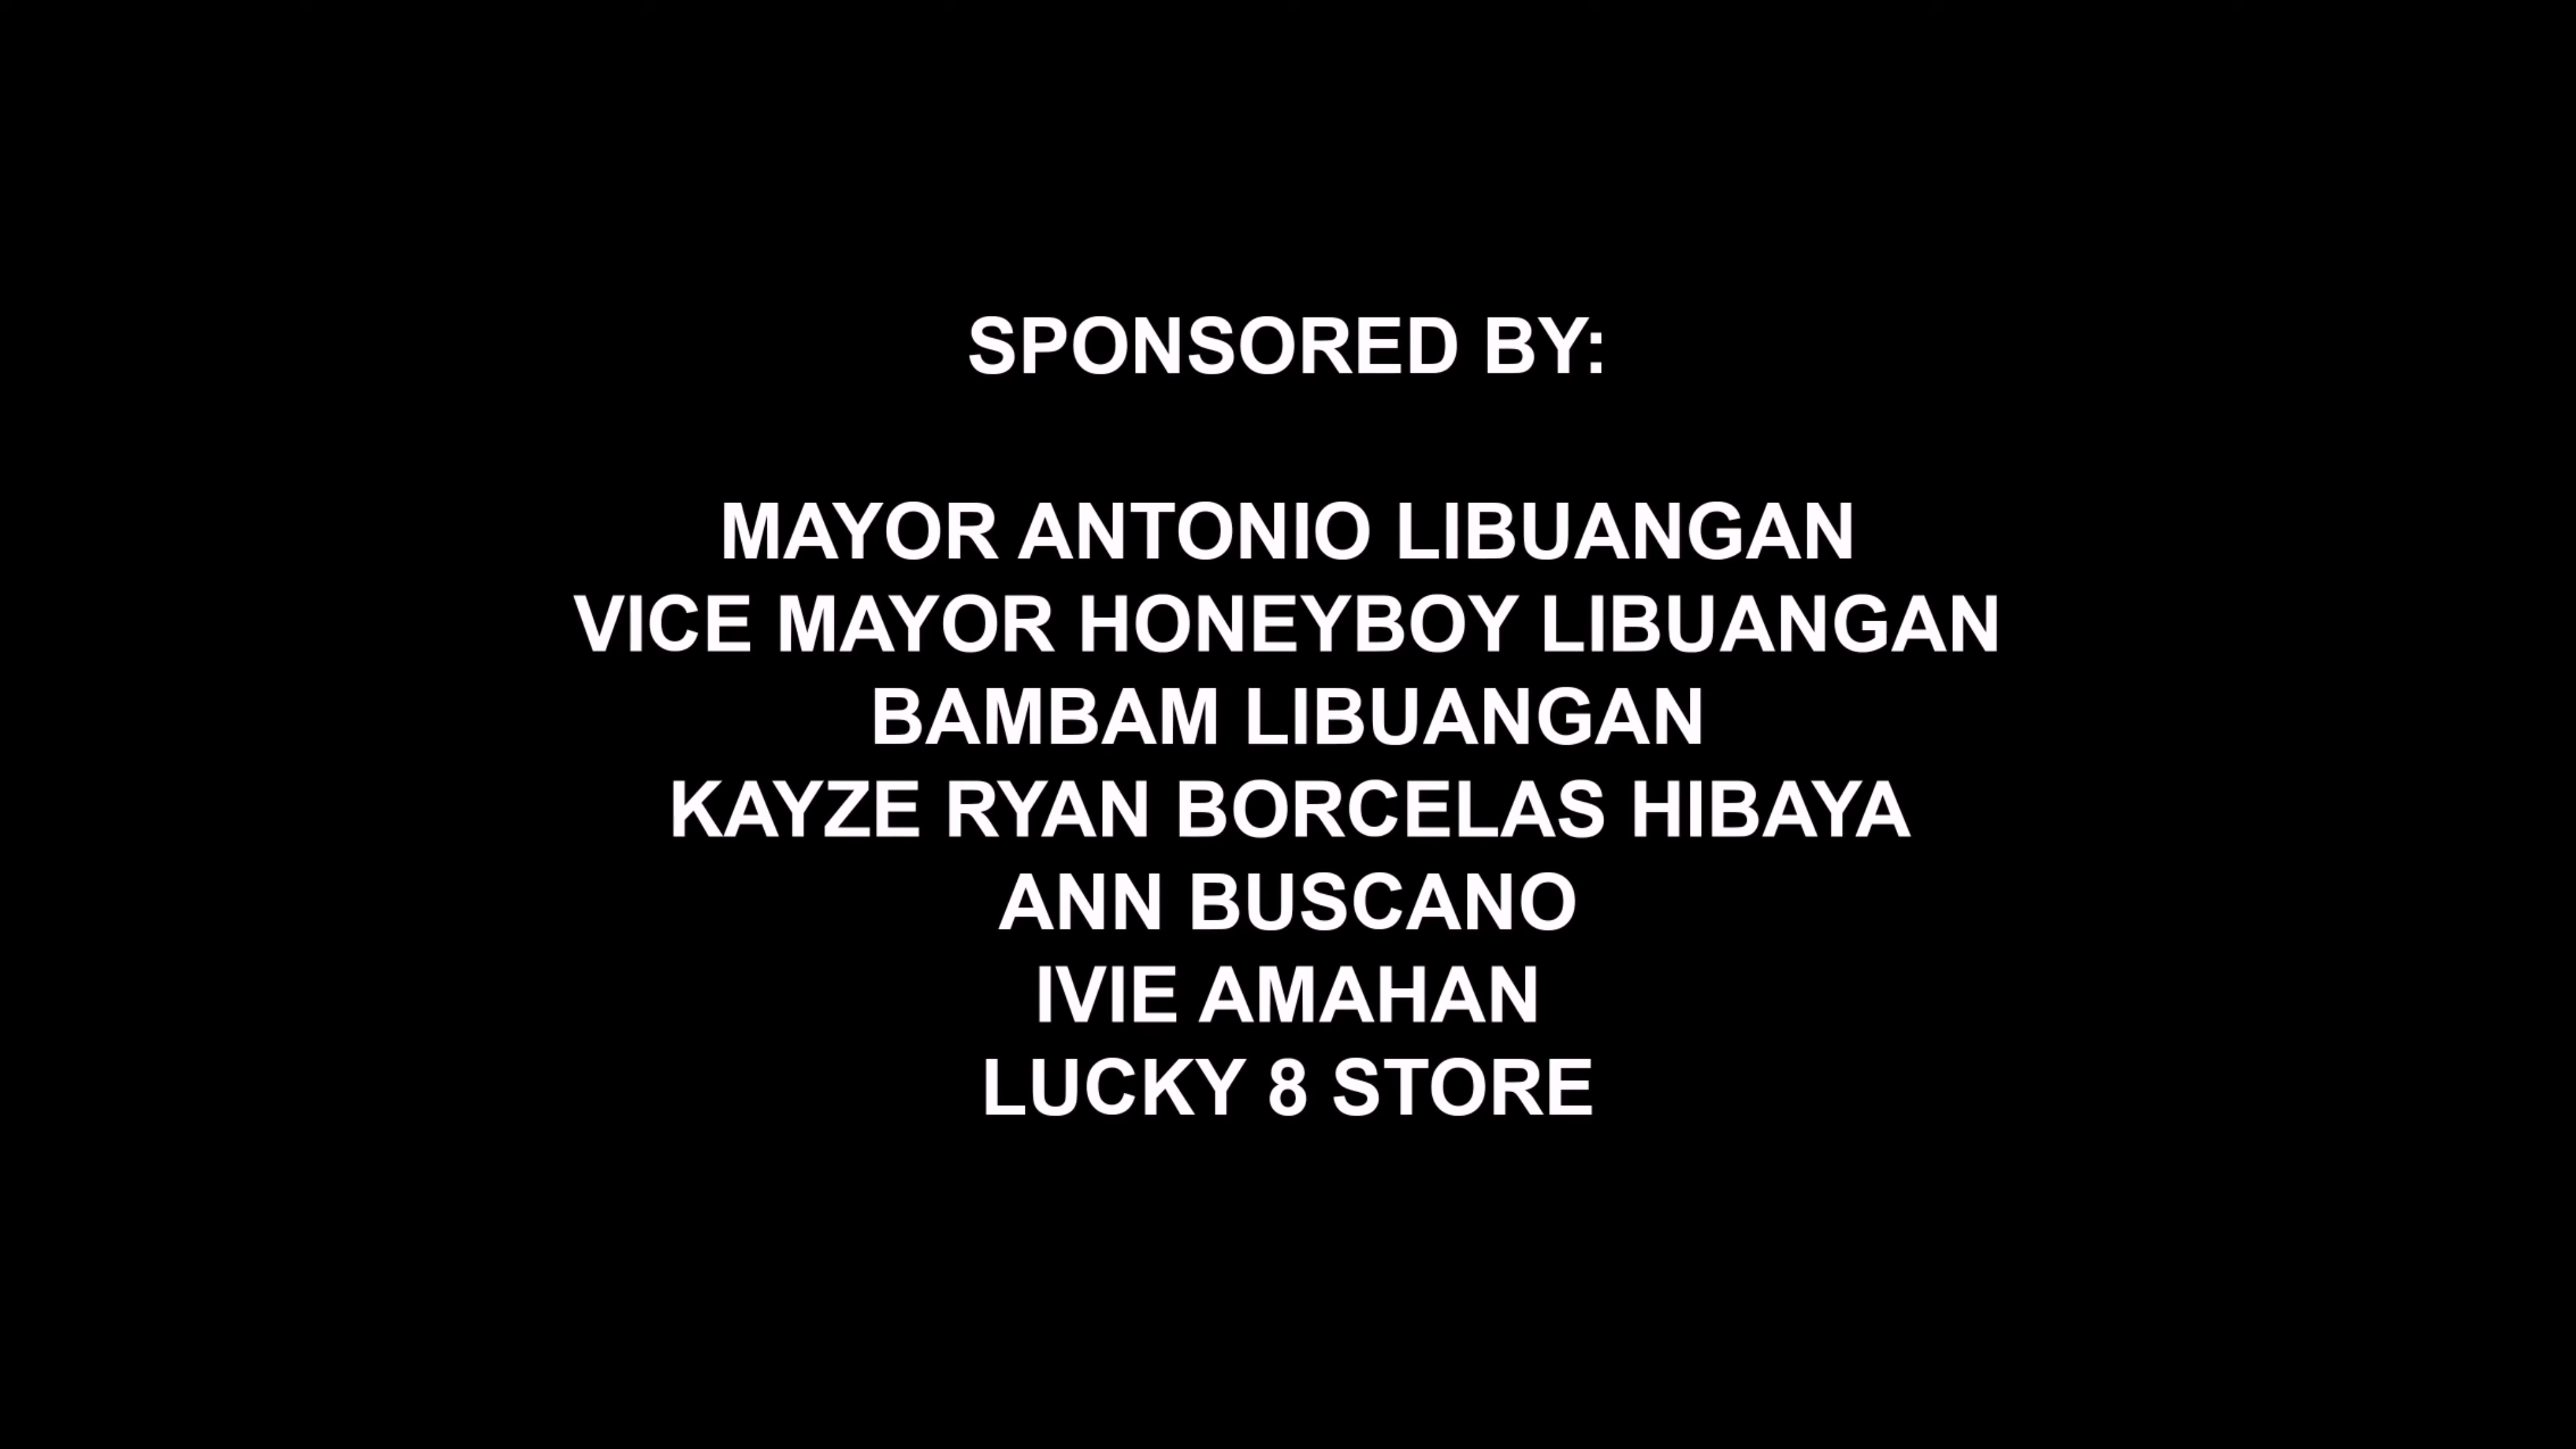 SPONSORED BY:
MAYOR ANTONIO LIBUANGAN
VICE MAYOR HONEYBOY LIBUANGAN
BAMBAM LIBUANGAN
KAYZE RYAN BORCELAS HIBAYA
ANN BUSCANO
IVIE AMAHAN
LUCKY 8 STORE